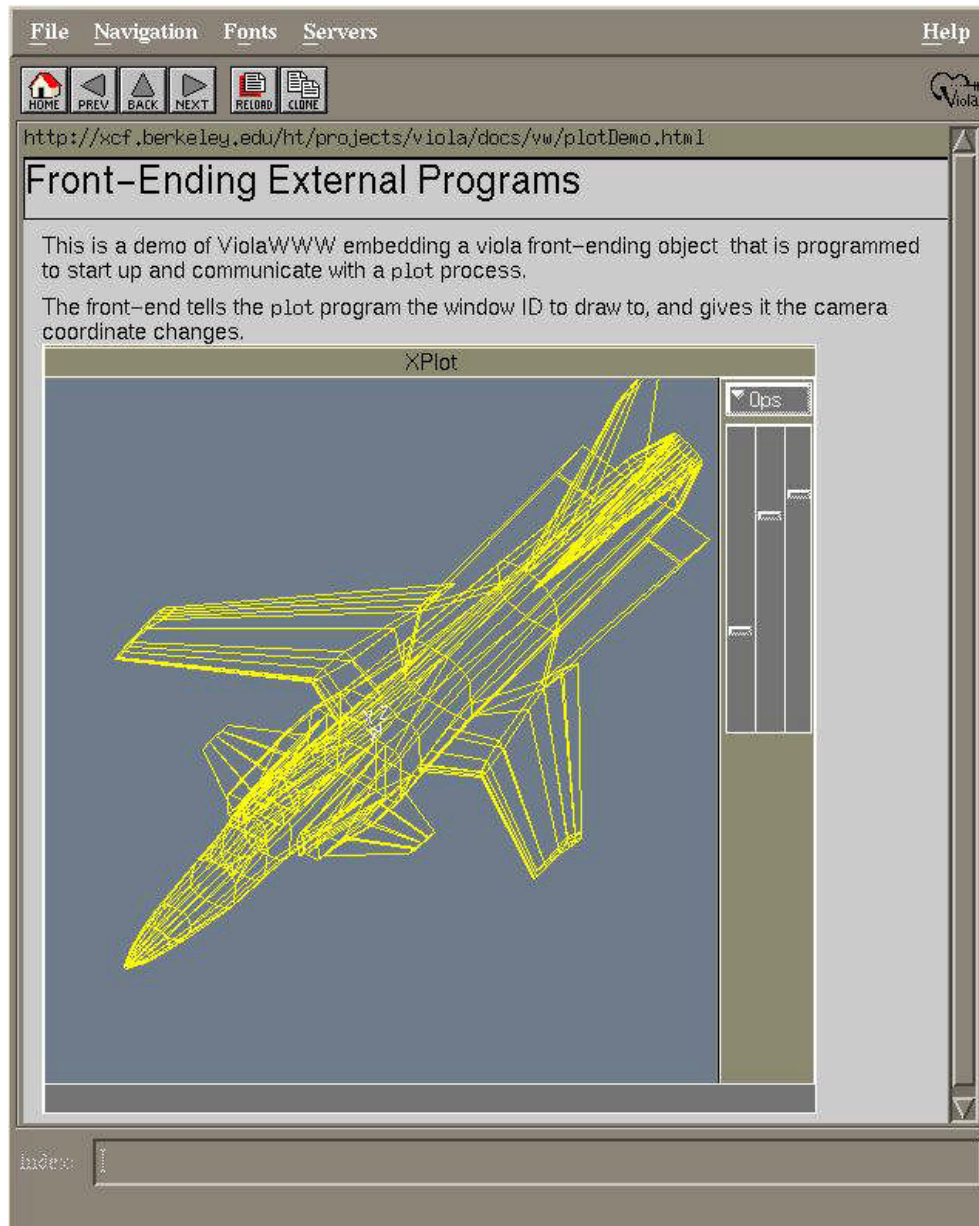 File Navigation Fonts Servers Help
HOME PREV BACK NEXT RELOAD CLONE
Viola
http://xcf.berkeley.edu/ht/projects/viola/docs/vw/plotDemo.html
Front-Ending External Programs
This is a demo of ViolaWWW embedding a viola front-ending object that is programmed
to start up and communicate with a plot process.
The front-end tells the plot program the window ID to draw to, and gives it the camera
coordinate changes.
XPlot
Ops
Index: